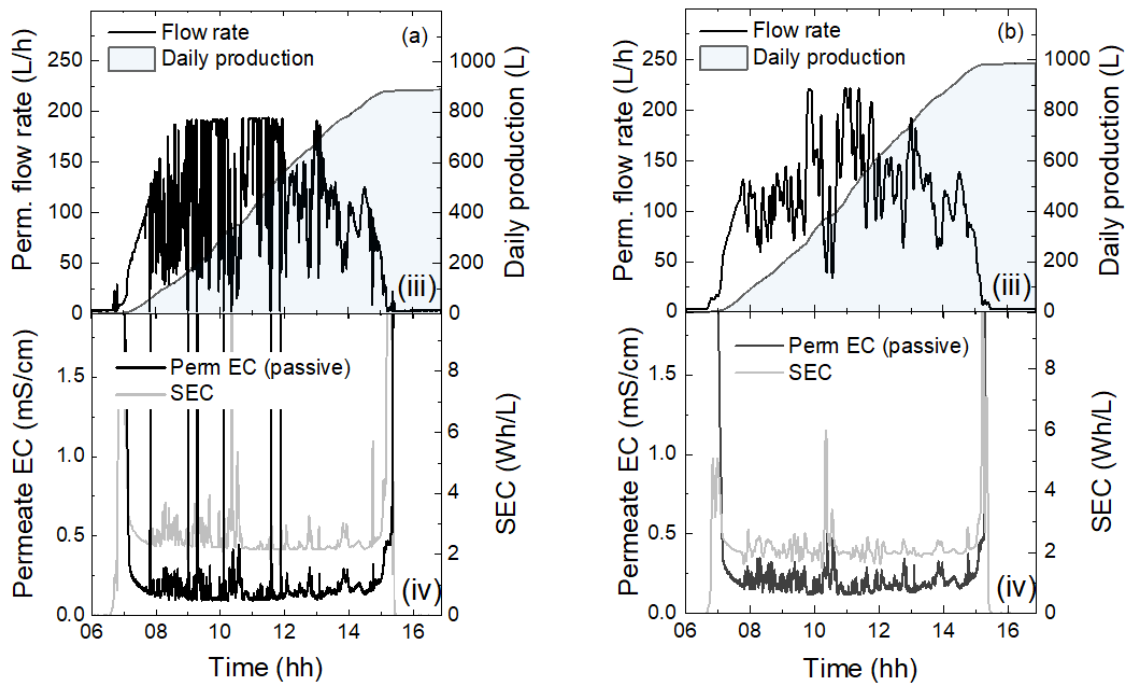 (a)
Flow rate
Daily production
Perm. flow rate (L/h)
250
200
150
100
50
0
Daily production (L)
1000
800
600
400
200
0
(iii)
Perm EC (passive)
SEC
Permeate EC (mS/cm)
1.5
1.0
0.5
0.0
SEC (Wh/L)
8
6
4
2
0
(iv)
06 08 10 12 14 16
Time (hh)
(b)
Flow rate
Daily production
Perm. flow rate (L/h)
250
200
150
100
50
0
Daily production (L)
1000
800
600
400
200
0
(iii)
Perm EC (passive)
SEC
Permeate EC (mS/cm)
1.5
1.0
0.5
0.0
SEC (Wh/L)
8
6
4
2
0
(iv)
06 08 10 12 14 16
Time (hh)